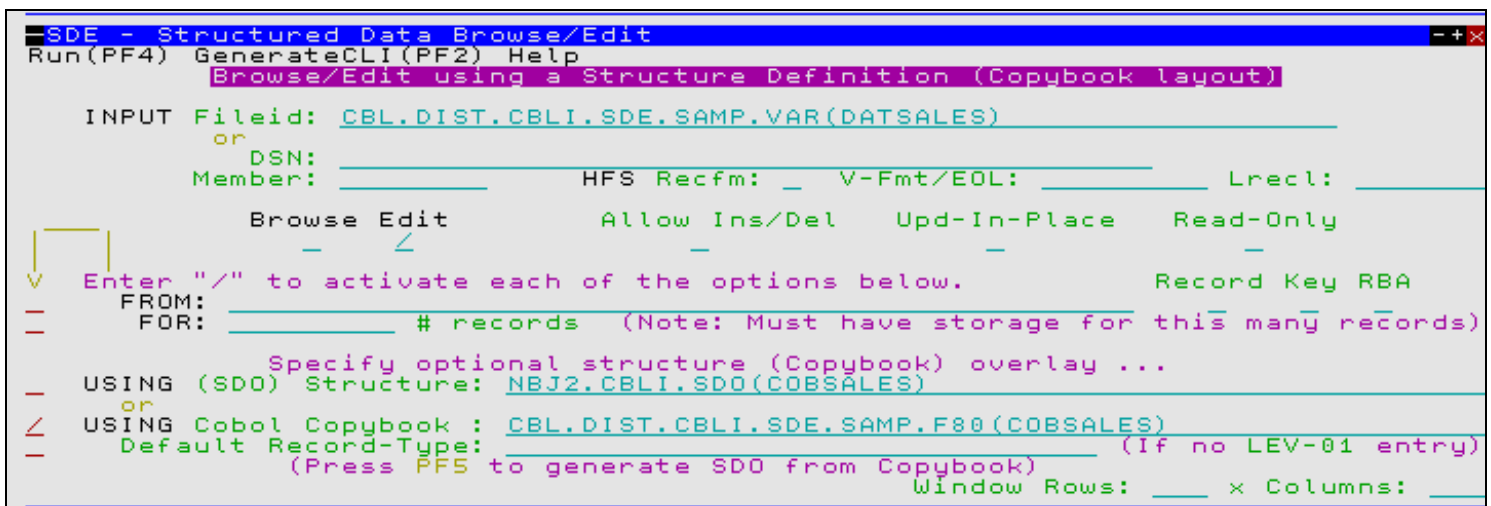 SDE - Structured Data Browse/Edit
Run(PF4) GenerateCLI(PF2) Help
Browse/Edit using a Structure Definition (Copybook layout)
INPUT Fileid: CBL.DIST.CBLI.SDE.SAMP.VAR(DATSALES)
or
DSN:
Member: HFS Recfm: _ V-Fmt/EOL: Lrecl:
Browse Edit Allow Ins/Del Upd-In-Place Read-Only
_ / _ _ _
V Enter "/" to activate each of the options below. Record Key RBA
_ FROM: _ _ _
_ FOR: # records (Note: Must have storage for this many records)
Specify optional structure (Copybook) overlay ...
_ USING (SDO) Structure: NBJ2.CBLI.SDO(COBSALES)
or
/ USING Cobol Copybook : CBL.DIST.CBLI.SDE.SAMP.F80(COBSALES)
_ Default Record-Type: (If no LEV-01 entry)
(Press PF5 to generate SDO from Copybook)
Window Rows: ____ x Columns: ____